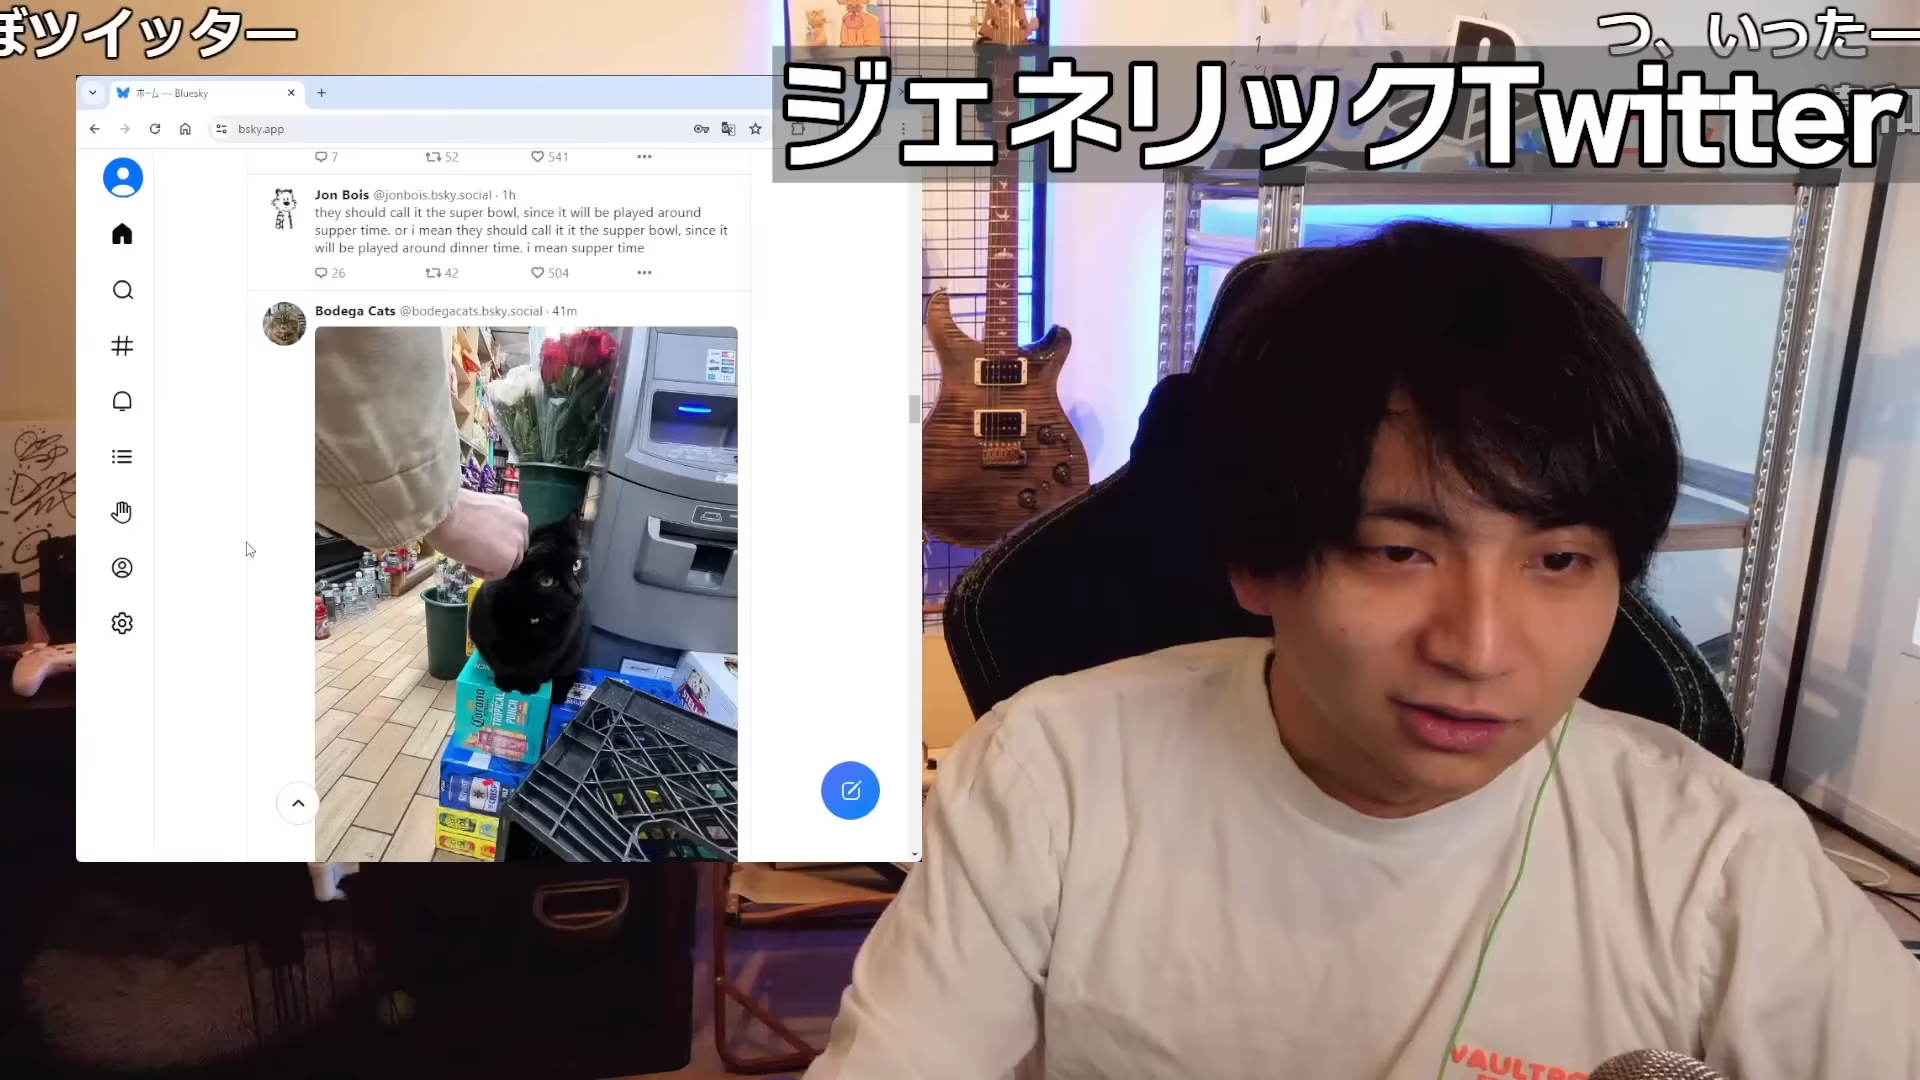 ぼツイッター
つ、いったー
ジェネリックTwitter
ホーム — Bluesky
bsky.app
7 52 541
Jon Bois @jonbois.bsky.social · 1h
they should call it the super bowl, since it will be played around
supper time. or i mean they should call it it the supper bowl, since it
will be played around dinner time. i mean supper time
26 42 504
Bodega Cats @bodegacats.bsky.social · 41m
Corona
TROPICAL
PUNCH